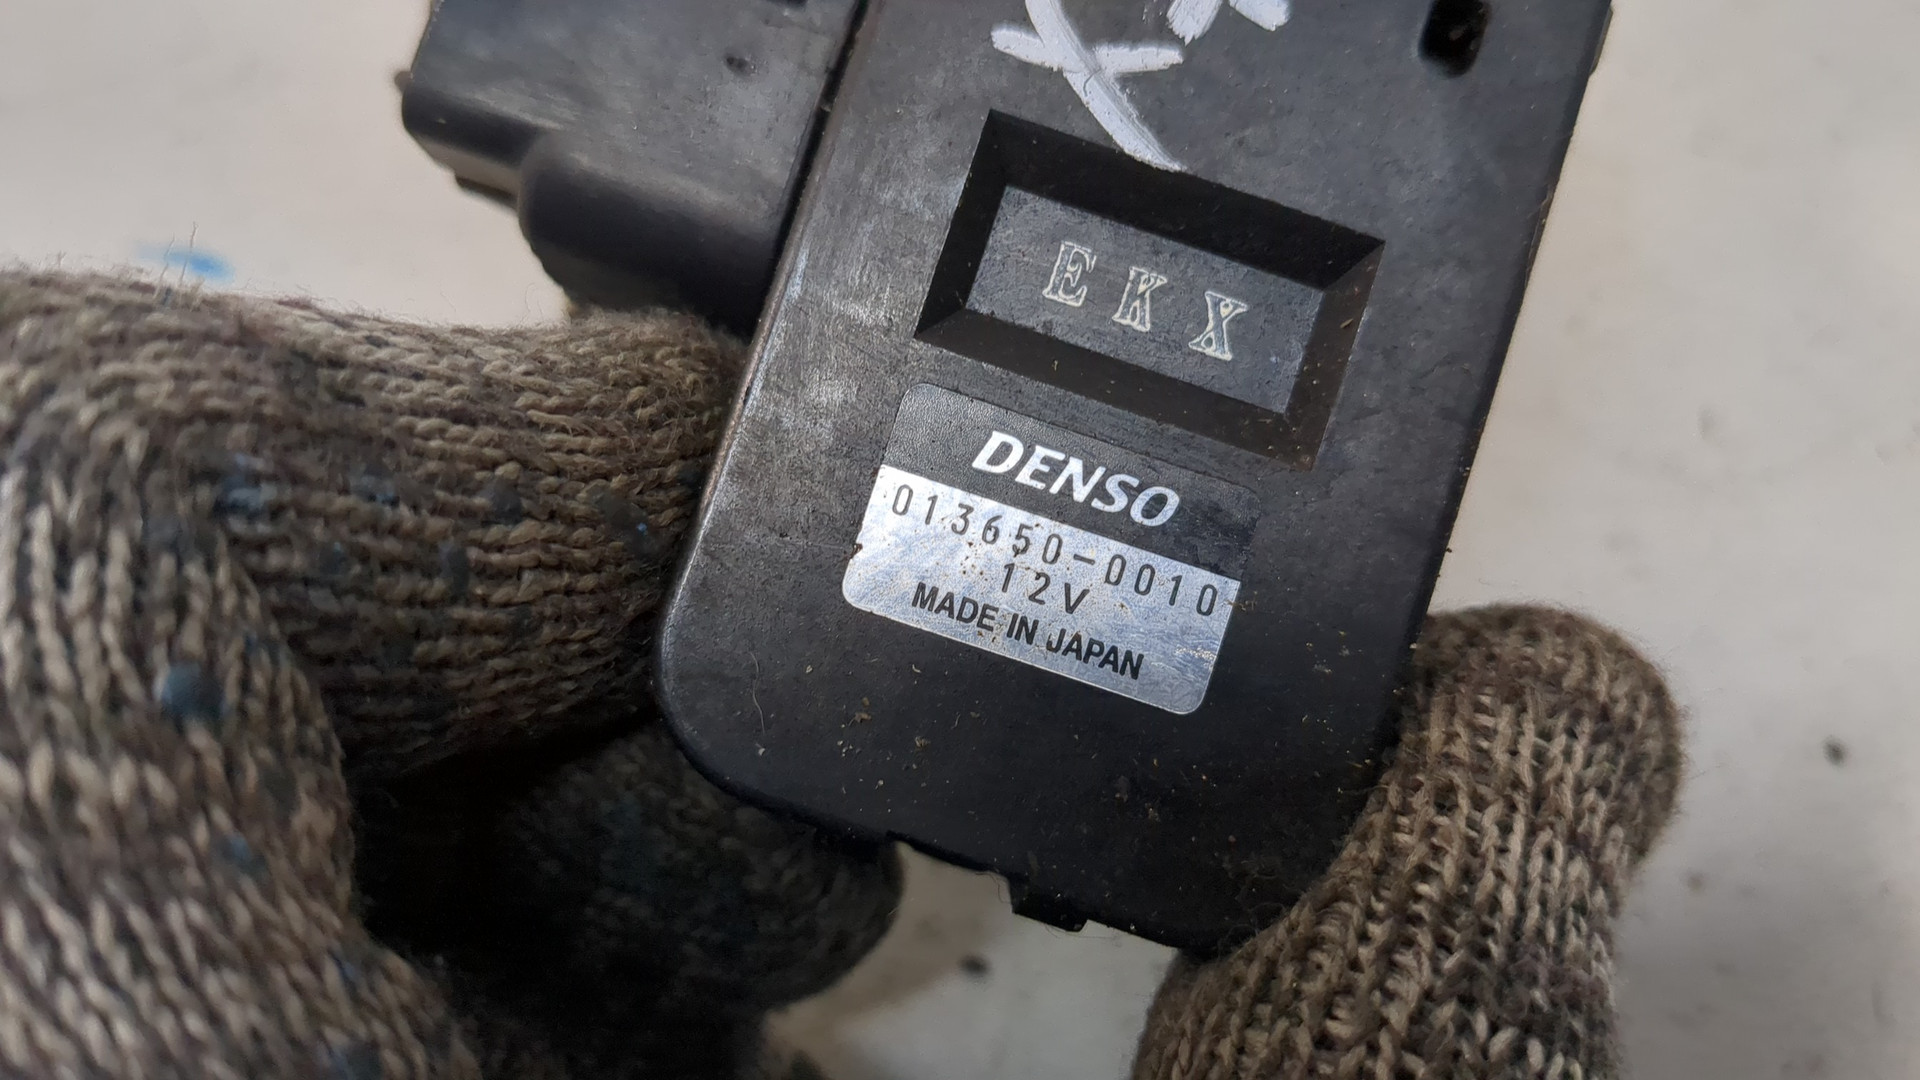 EKX
DENSO
013650-0010
12V
MADE IN JAPAN